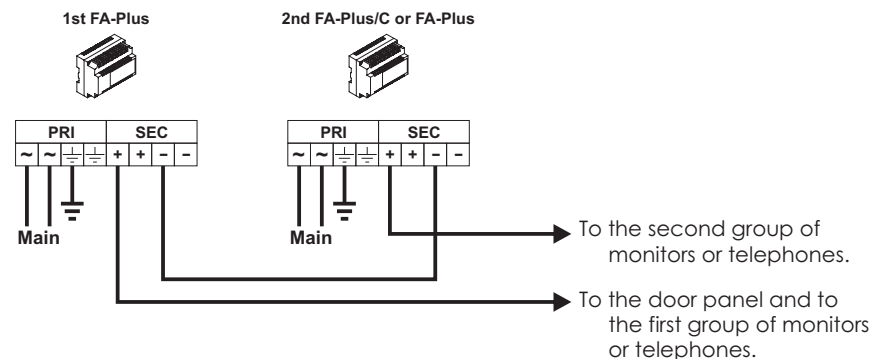 1st FA-Plus
2nd FA-Plus/C or FA-Plus
PRI SEC
~ ~ + + – –
Main
PRI SEC
~ ~ + + – –
Main
To the second group of
monitors or telephones.
To the door panel and to
the first group of monitors
or telephones.